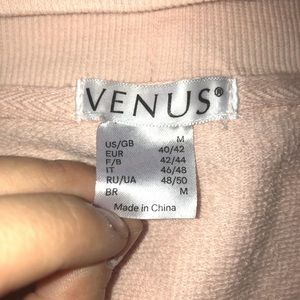 VENUS®
US/GB M
EUR 40/42
F/B 42/44
IT 46/48
RU/UA 48/50
BR M
Made in China